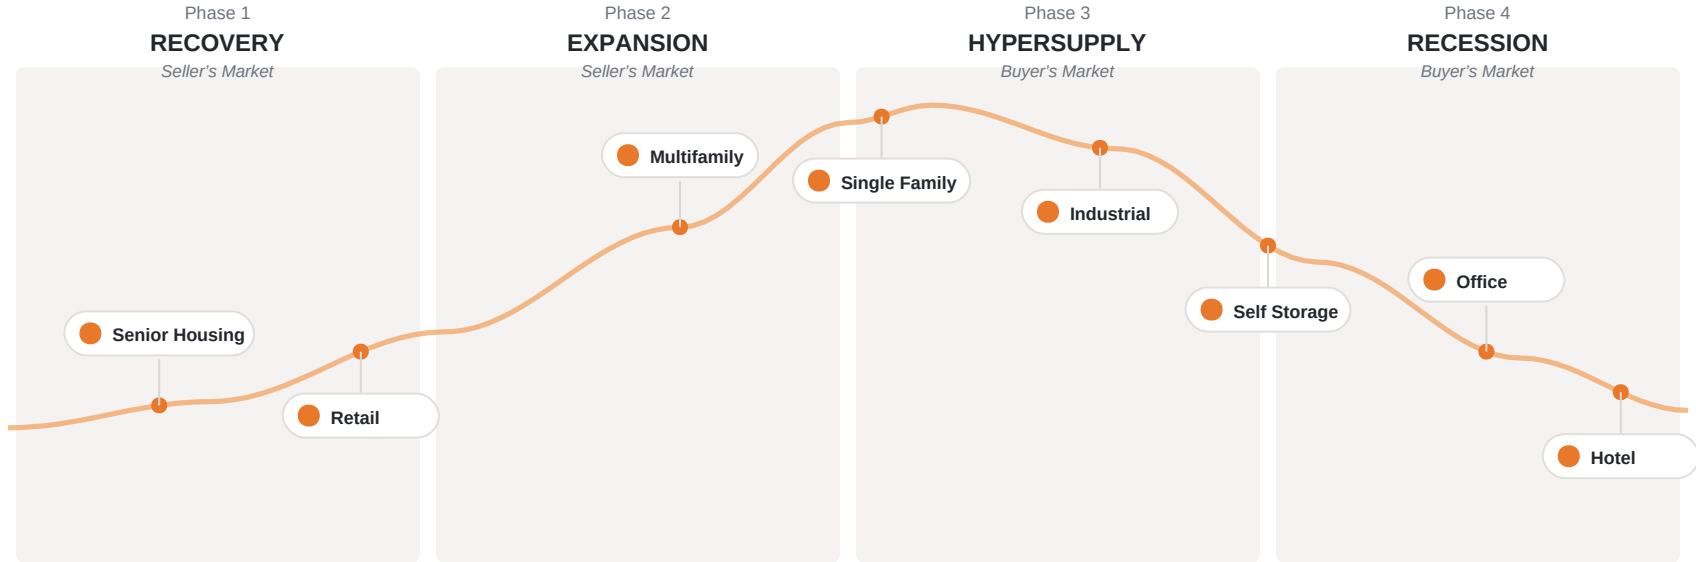 Phase 1
RECOVERY
Seller's Market
Phase 2
EXPANSION
Seller's Market
Phase 3
HYPERSUPPLY
Buyer's Market
Phase 4
RECESSION
Buyer's Market
Senior Housing
Retail
Multifamily
Single Family
Industrial
Self Storage
Office
Hotel